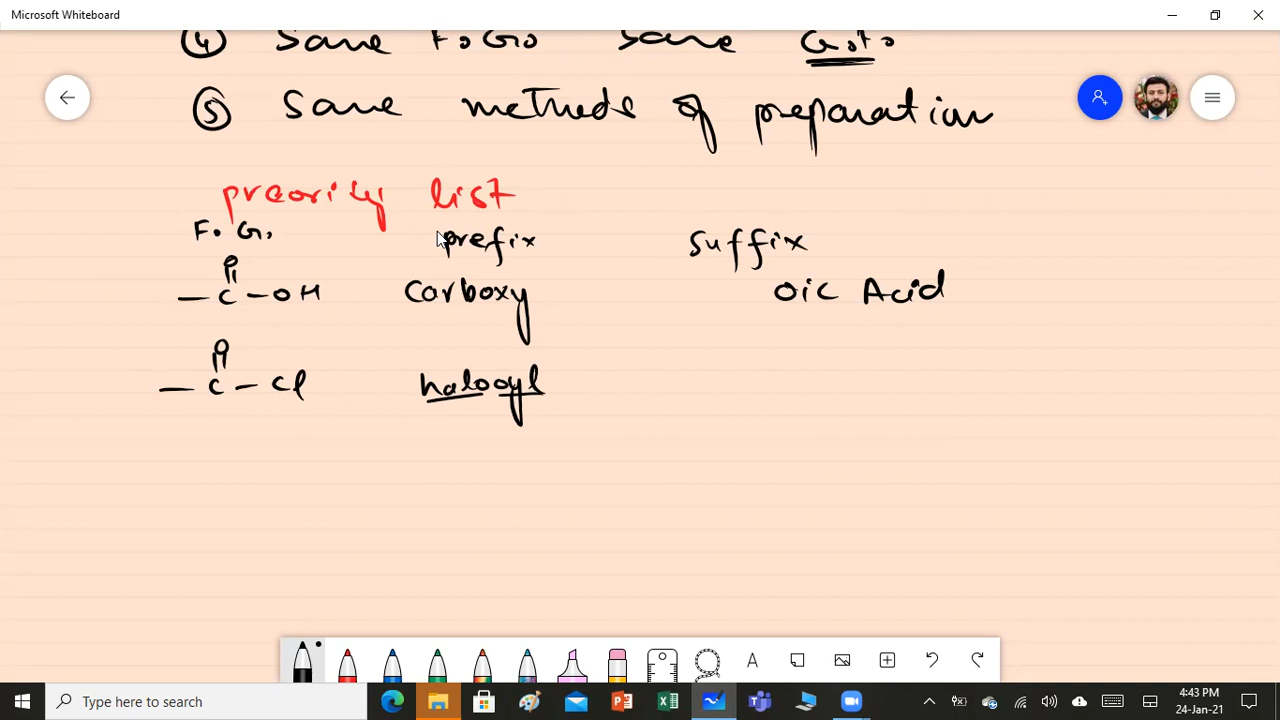 Microsoft Whiteboard
④ Same F.G. Same G.F.
⑤ Same methods of preparation
preority list
F.G. prefix suffix
O
— C — OH Carboxy Oic Acid
O
— C — Cl halooyl
A
Type here to search
4:43 PM
24-Jan-21